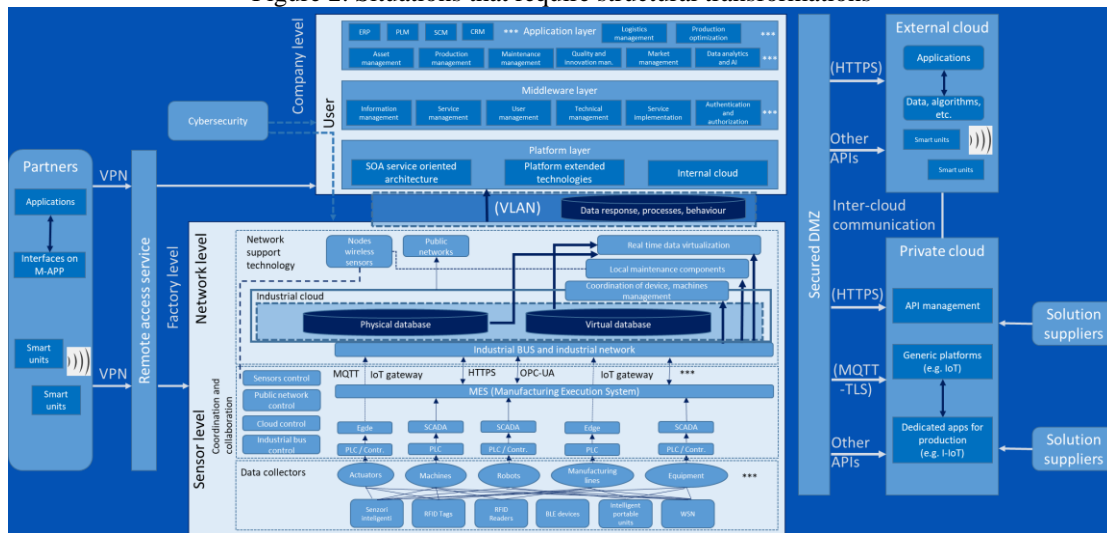 Figure 2: Situations that require structural transformations
Company level
User
ERP
PLM
SCM
CRM
*** Application layer
Logistics
management
Production
optimization
***
Asset
management
Production
management
Maintenance
management
Quality and
innovation man.
Market
management
Data analytics
and AI
***
Middleware layer
Information
management
Service
management
User
management
Technical
management
Service
Implementation
Authentication
and
authorization
***
Platform layer
SOA service oriented
architecture
Platform extended
technologies
Internal cloud
Cybersecurity
Partners
Applications
Interfaces on
M-APP
Smart
units
Smart
units
VPN
VPN
Remote access service
Factory level
(VLAN)
Data response, processes, behaviour
Network level
Network
support
technology
Nodes
wireless
sensors
Public
networks
Real time data virtualization
Local maintenance components
Coordination of device, machines
management
Industrial cloud
Physical database
Virtual database
Industrial BUS and industrial network
Sensor level
Coordination and
collaboration
Sensors control
Public network
control
Cloud control
Industrial bus
control
MQTT
IoT gateway
HTTPS
OPC-UA
IoT gateway
***
MES (Manufacturing Execution System)
Egde
SCADA
SCADA
Edge
SCADA
PLC / Contr.
PLC
PLC / Contr.
PLC
PLC / Contr.
Data collectors
Actuators
Machines
Robots
Manufacturing
lines
Equipment
***
Senzori
inteligenti
RFID Tags
RFID
Readers
BLE devices
Intelligent
portable
units
WSN
Secured DMZ
(HTTPS)
Other
APIs
Inter-cloud
communication
(HTTPS)
(MQTT
-TLS)
Other
APIs
External cloud
Applications
Data, algorithms,
etc.
Smart units
Smart units
Private cloud
API management
Generic platforms
(e.g. IoT)
Dedicated apps for
production
(e.g. I-IoT)
Solution
suppliers
Solution
suppliers